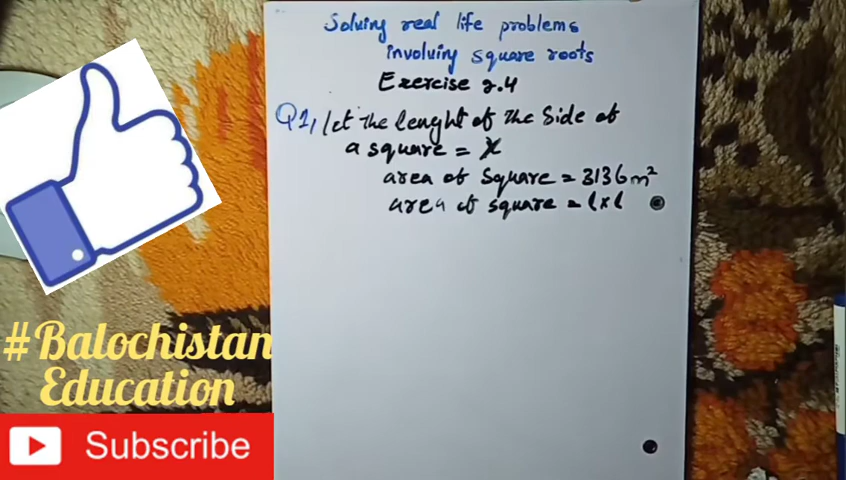 Solving real life problems
involving square roots
Exercise 2.4
Q1, let the lenght of the Side of
a square = x
area of Square = 3136m²
area of square = l x l
#Balochistan
Education
Subscribe